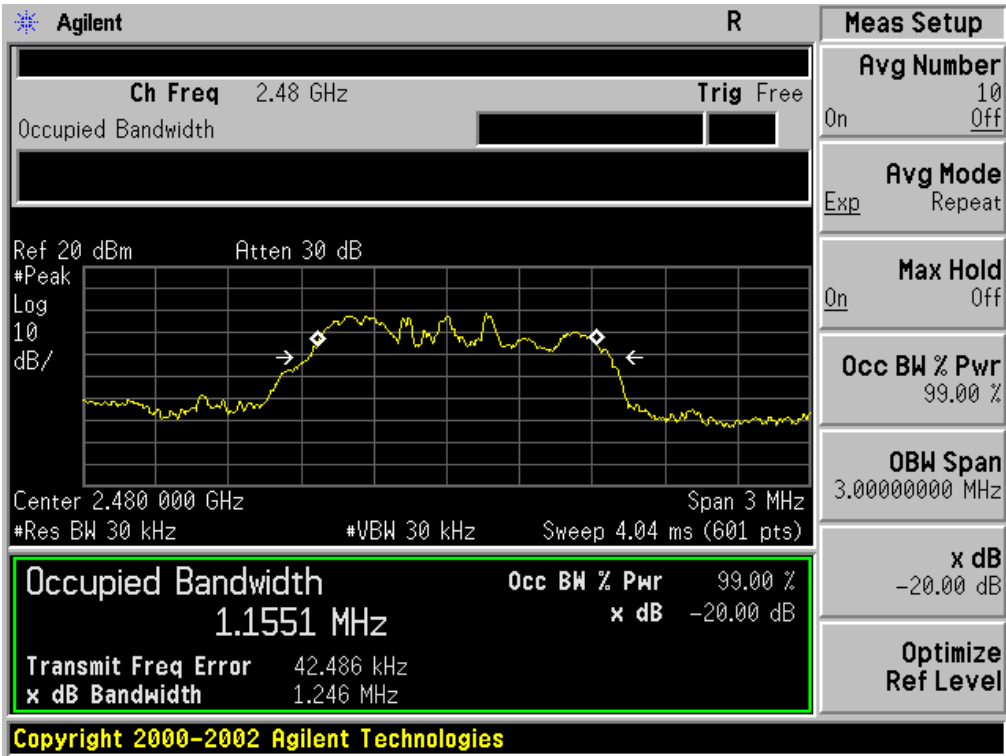 Agilent R
Ch Freq 2.48 GHz Trig Free
Occupied Bandwidth
Ref 20 dBm Atten 30 dB
#Peak
Log
10
dB/
Center 2.480 000 GHz Span 3 MHz
#Res BW 30 kHz #VBW 30 kHz Sweep 4.04 ms (601 pts)
Occupied Bandwidth
1.1551 MHz
Occ BW % Pwr 99.00 %
x dB -20.00 dB
Transmit Freq Error 42.486 kHz
x dB Bandwidth 1.246 MHz
Copyright 2000-2002 Agilent Technologies
Meas Setup
Avg Number
10
On Off
Avg Mode
Exp Repeat
Max Hold
On Off
Occ BW % Pwr
99.00 %
OBW Span
3.00000000 MHz
x dB
-20.00 dB
Optimize
Ref Level